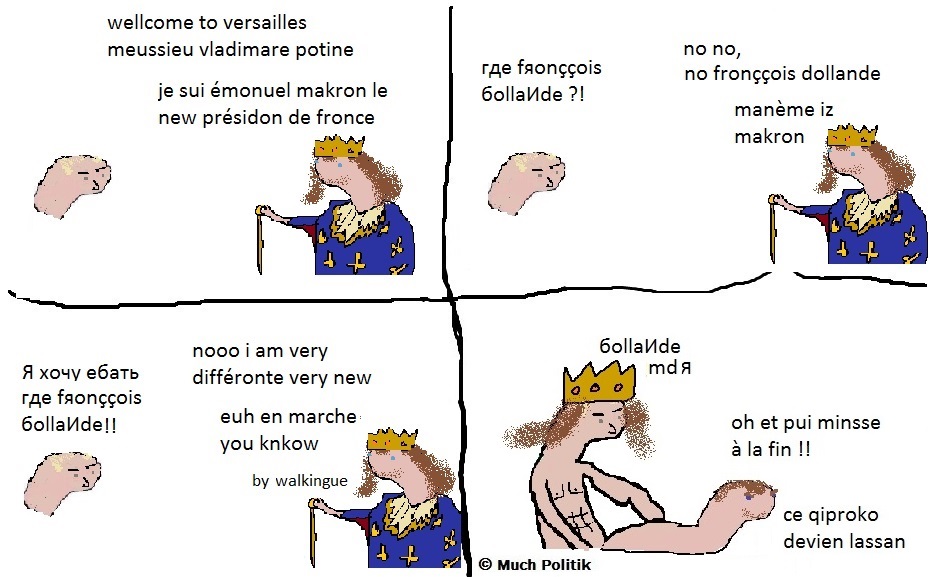 wellcome to versailles
meussieu vladimare potine
je sui émonuel makron le
new présidon de fronce
где fяonççois
бollaИde ?!
no no,
no fronççois dollande
manème iz
makron
Я хочу ебать
где fяonççois
бollaИde!!
nooo i am very
différonte very new
euh en marche
you knkow
by walkingue
бollaИde
mdЯ
oh et pui minsse
à la fin !!
ce qiproko
devien lassan
© Much Politik